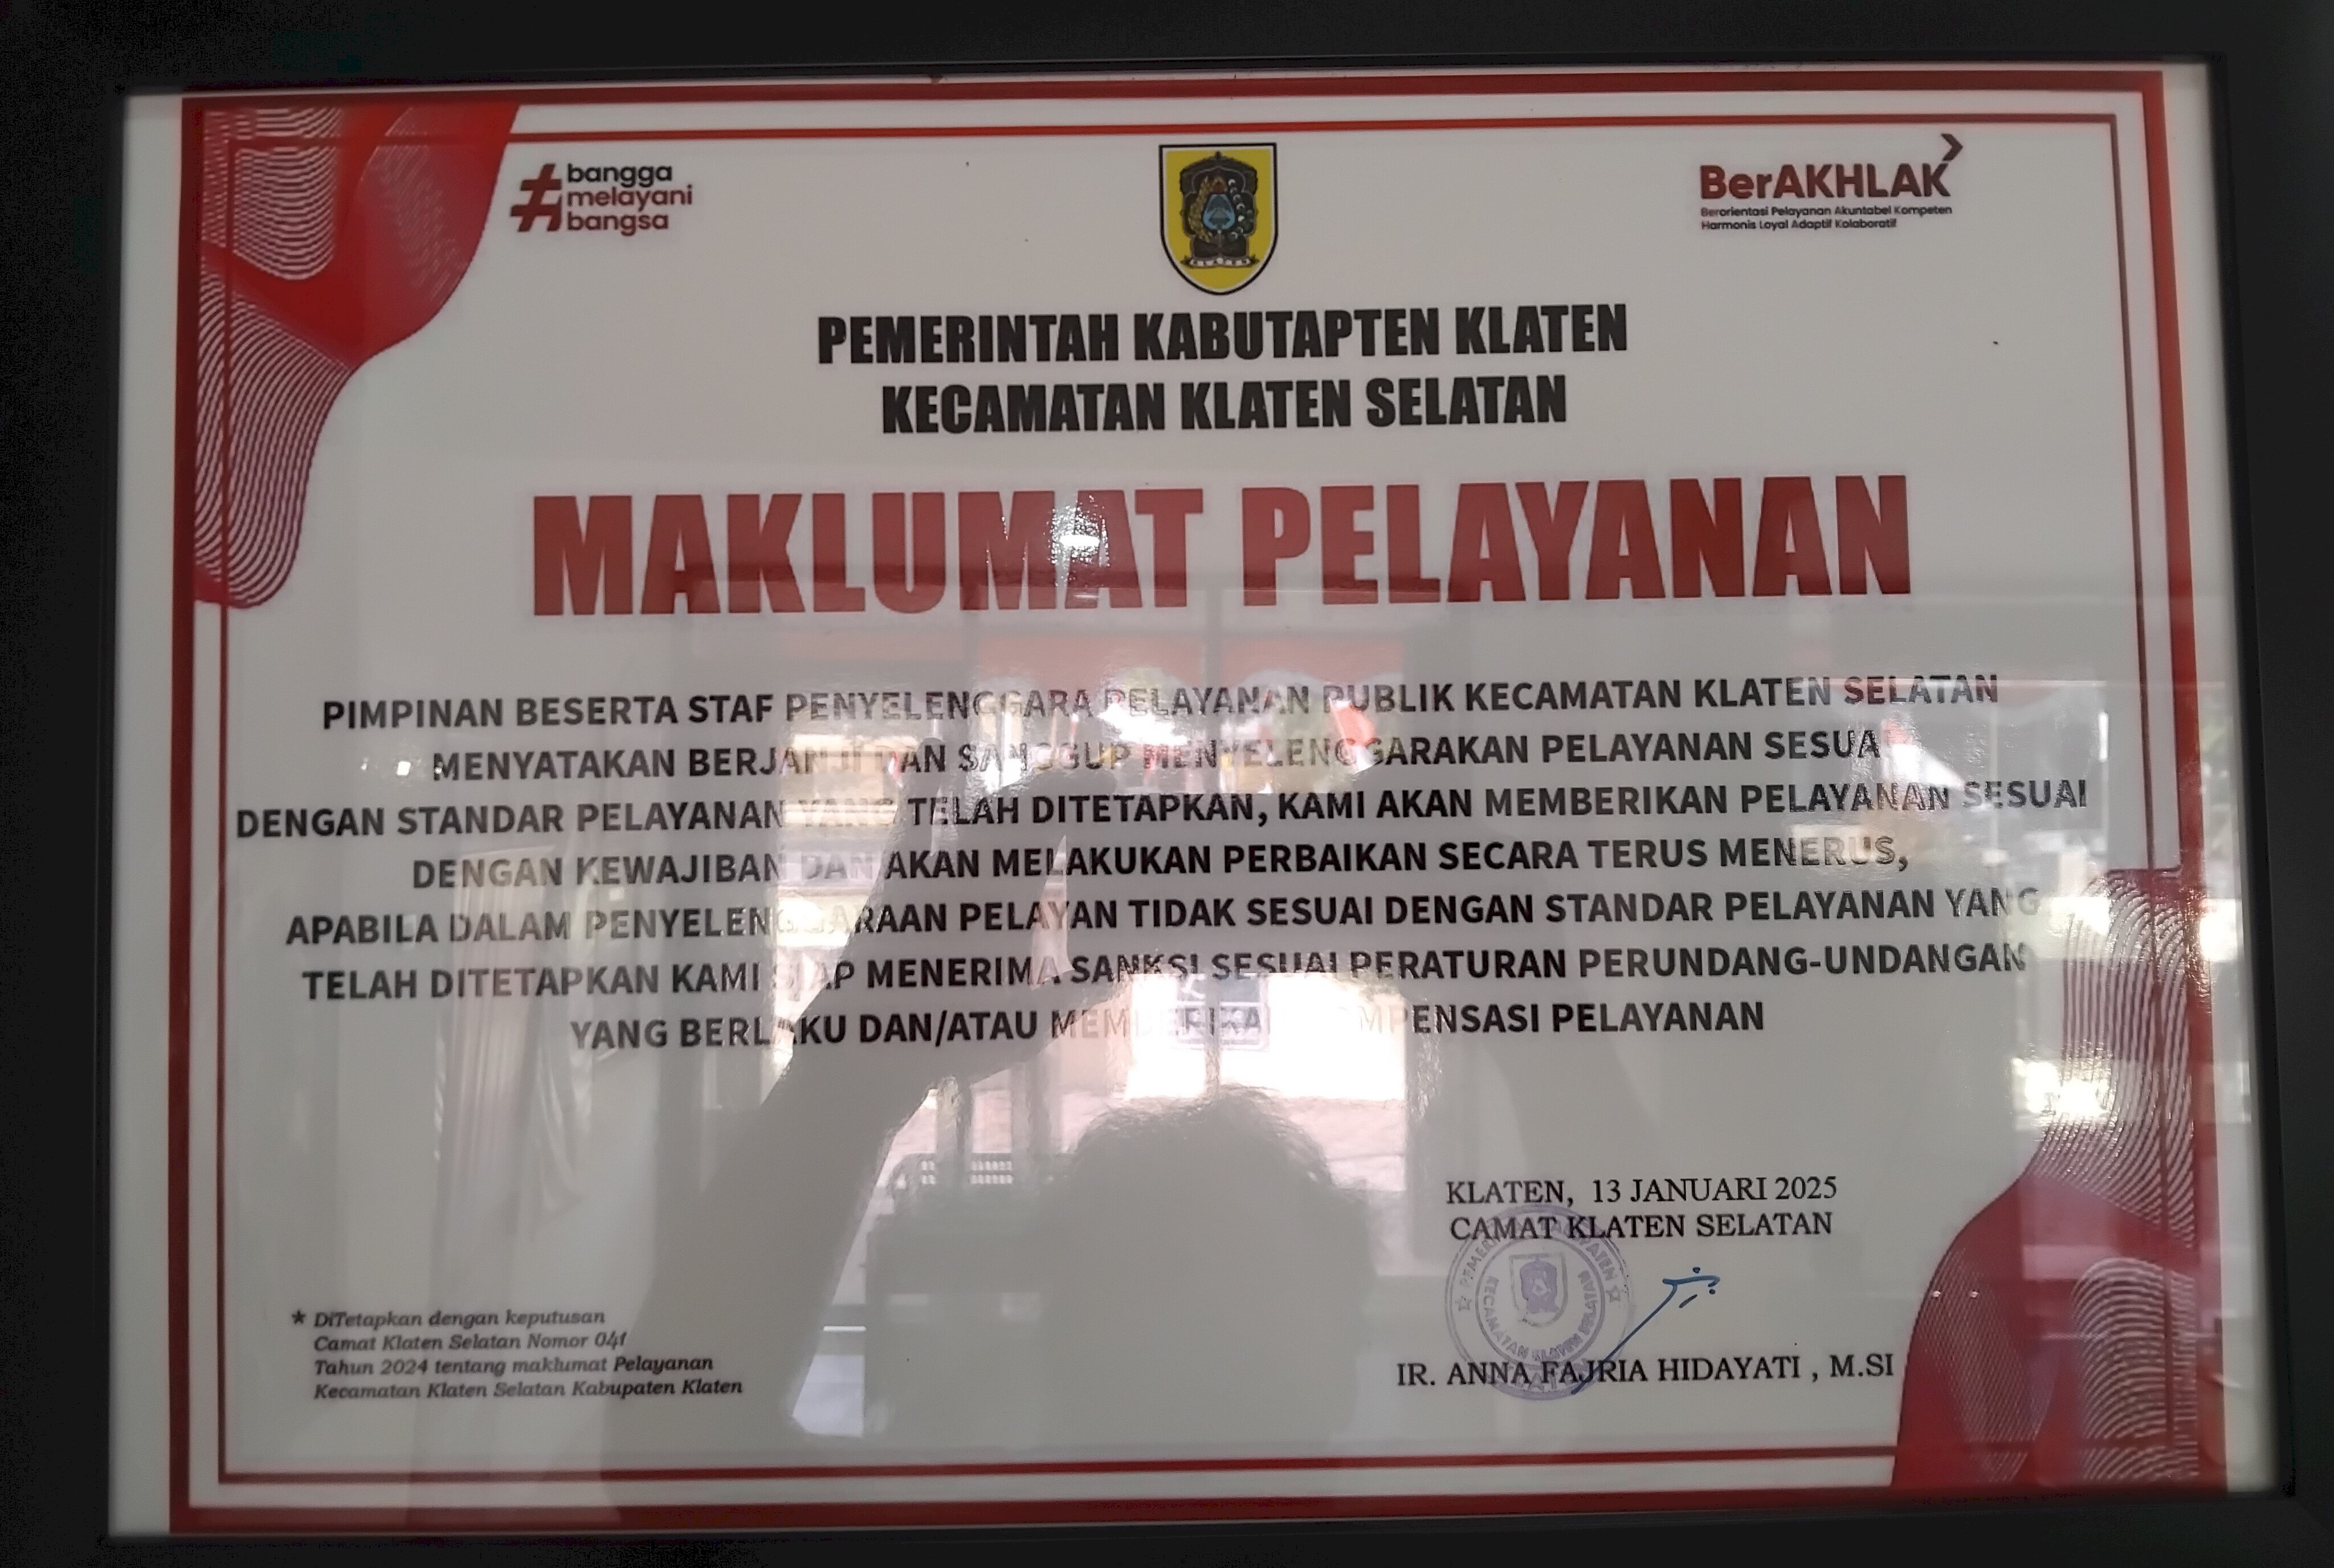 bangga
melayani
bangsa
BerAKHLAK
Berorientasi Pelayanan Akuntabel Kompeten
Harmonis Loyal Adaptif Kolaboratif
KLATEN
PEMERINTAH KABUTAPTEN KLATEN
KECAMATAN KLATEN SELATAN
MAKLUMAT PELAYANAN
PIMPINAN BESERTA STAF PENYELENGGARA PELAYANAN PUBLIK KECAMATAN KLATEN SELATAN
MENYATAKAN BERJANJI DAN SANGGUP MENYELENGGARAKAN PELAYANAN SESUA
DENGAN STANDAR PELAYANAN YANG TELAH DITETAPKAN, KAMI AKAN MEMBERIKAN PELAYANAN SESUAI
DENGAN KEWAJIBAN DAN AKAN MELAKUKAN PERBAIKAN SECARA TERUS MENERUS,
APABILA DALAM PENYELENGGARAAN PELAYAN TIDAK SESUAI DENGAN STANDAR PELAYANAN YANG
TELAH DITETAPKAN KAMI SIAP MENERIMA SANKSI SESUAI PERATURAN PERUNDANG-UNDANGAN
YANG BERLAKU DAN/ATAU MEMBERIKAN KOMPENSASI PELAYANAN
KLATEN, 13 JANUARI 2025
CAMAT KLATEN SELATAN
IR. ANNA FAJRIA HIDAYATI , M.SI
* DiTetapkan dengan keputusan
Camat Klaten Selatan Nomor 041
Tahun 2024 tentang maklumat Pelayanan
Kecamatan Klaten Selatan Kabupaten Klaten